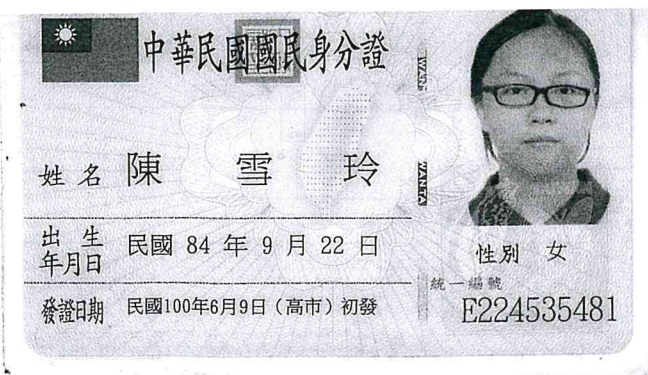 中華民國國民身分證
姓名 陳雪玲
出生年月日 民國 84 年 9 月 22 日
發證日期 民國100年6月9日（高市）初發
性別 女
統一編號
E224535481